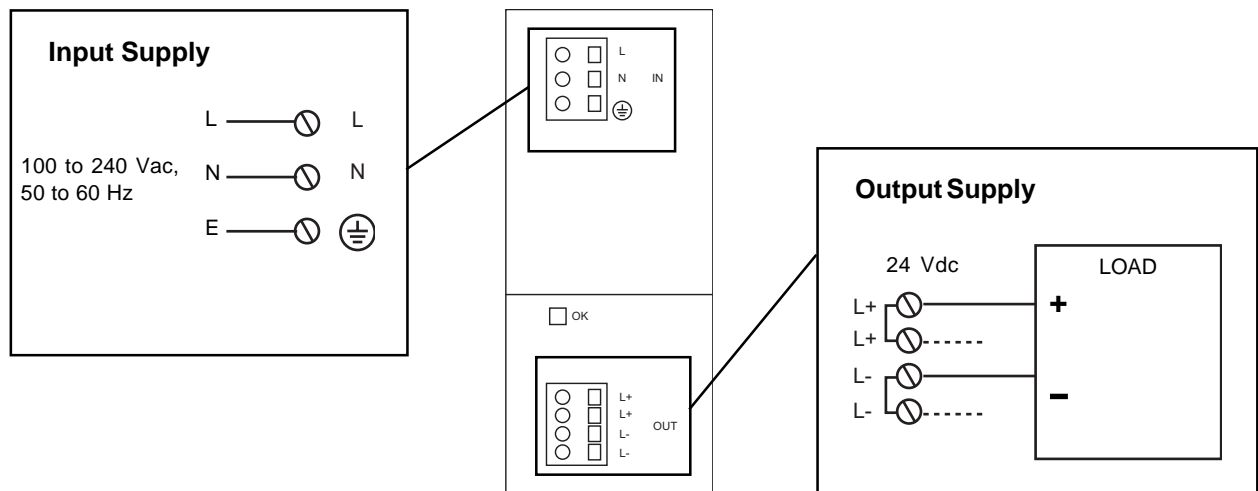 Input Supply
L L
100 to 240 Vac,
50 to 60 Hz
N N
E
L
N IN
OK
L+
L+
L-
L-
OUT
Output Supply
24 Vdc
LOAD
L+ +
L+
L-
L- −